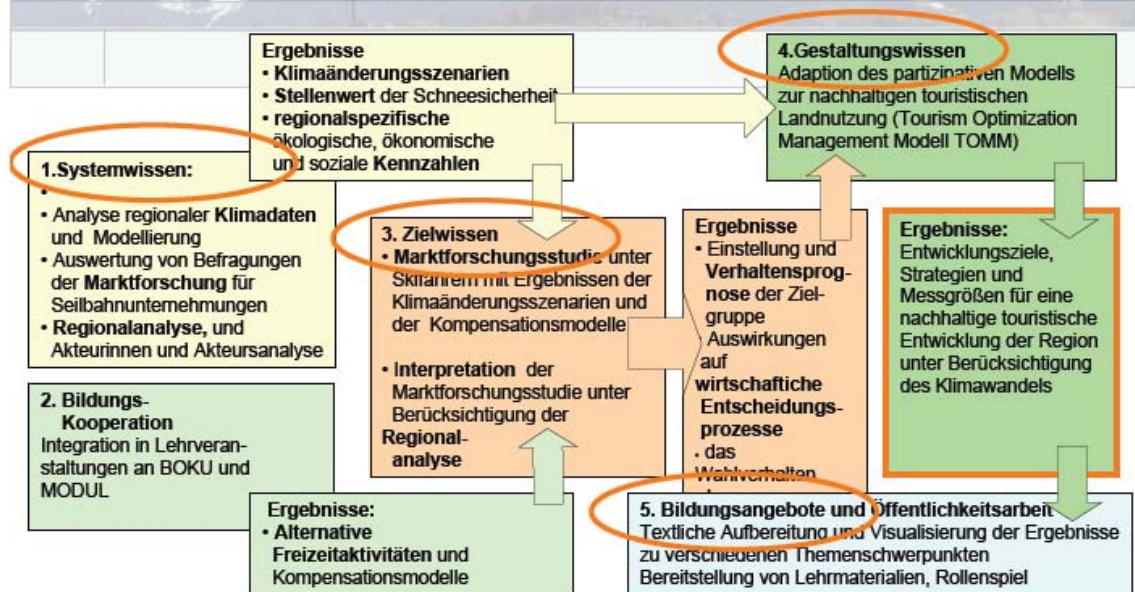 Ergebnisse
• Klimaänderungsszenarien
• Stellenwert der Schneesicherheit
• regionalspezifische
ökologische, ökonomische
und soziale Kennzahlen
4.Gestaltungswissen
Adaption des partizinativen Modells
zur nachhaltigen touristischen
Landnutzung (Tourism Optimization
Management Modell TOMM)
1.Systemwissen:
•
• Analyse regionaler Klimadaten
und Modellierung
• Auswertung von Befragungen
der Marktforschung für
Seilbahnunternehmungen
• Regionalanalyse, und
Akteurinnen und Akteursanalyse
2. Bildungs-
Kooperation
Integration in Lehrveran-
staltungen an BOKU und
MODUL
3. Zielwissen
• Marktforschungsstudie unter
Skifahrern mit Ergebnissen der
Klimaänderungsszenarien und
der Kompensationsmodelle
• Interpretation der
Marktforschungsstudie unter
Berücksichtigung der
Regional-
analyse
Ergebnisse:
• Alternative
Freizeitaktivitäten und
Kompensationsmodelle
Ergebnisse
• Einstellung und
Verhaltensprog-
nose der Ziel-
gruppe
Auswirkungen
auf
wirtschaftiche
Entscheidungs-
prozesse
. das
Wahlverhalten
Ergebnisse:
Entwicklungsziele,
Strategien und
Messgrößen für eine
nachhaltige touristische
Entwicklung der Region
unter Berücksichtigung
des Klimawandels
5. Bildungsangebote und Öffentlichkeitsarbeit
Textliche Aufbereitung und Visualisierung der Ergebnisse
zu verschiedenen Themenschwerpunkten
Bereitstellung von Lehrmaterialien, Rollenspiel